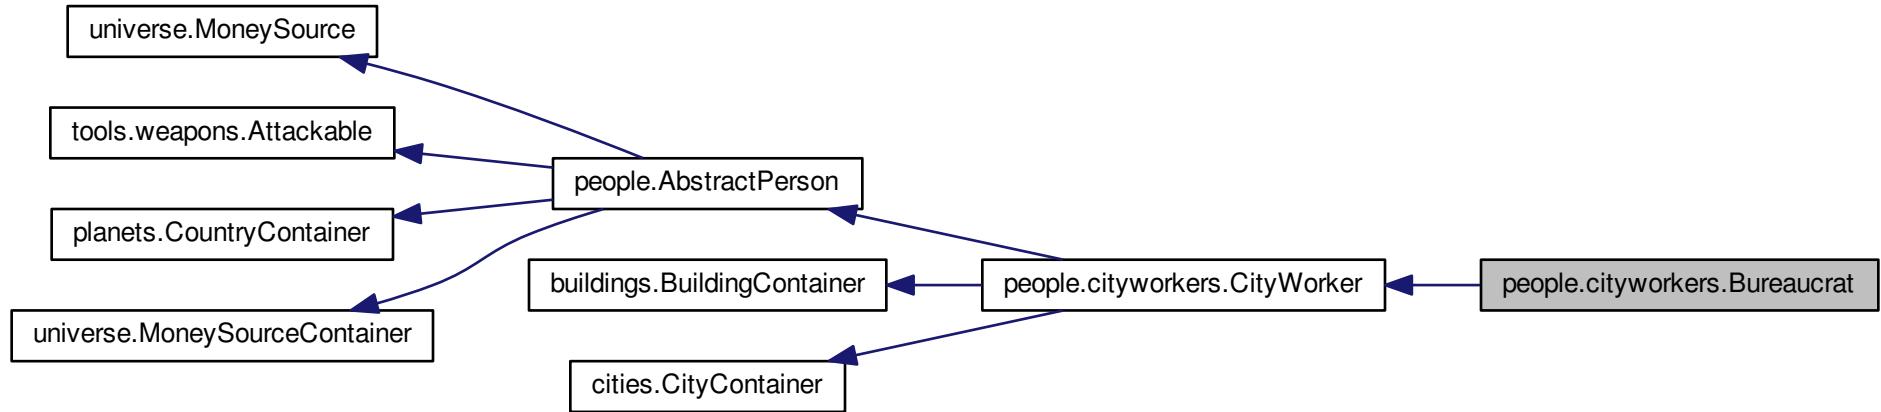 universe.MoneySource
tools.weapons.Attackable
people.AbstractPerson
planets.CountryContainer
buildings.BuildingContainer
people.cityworkers.CityWorker
people.cityworkers.Bureaucrat
universe.MoneySourceContainer
cities.CityContainer